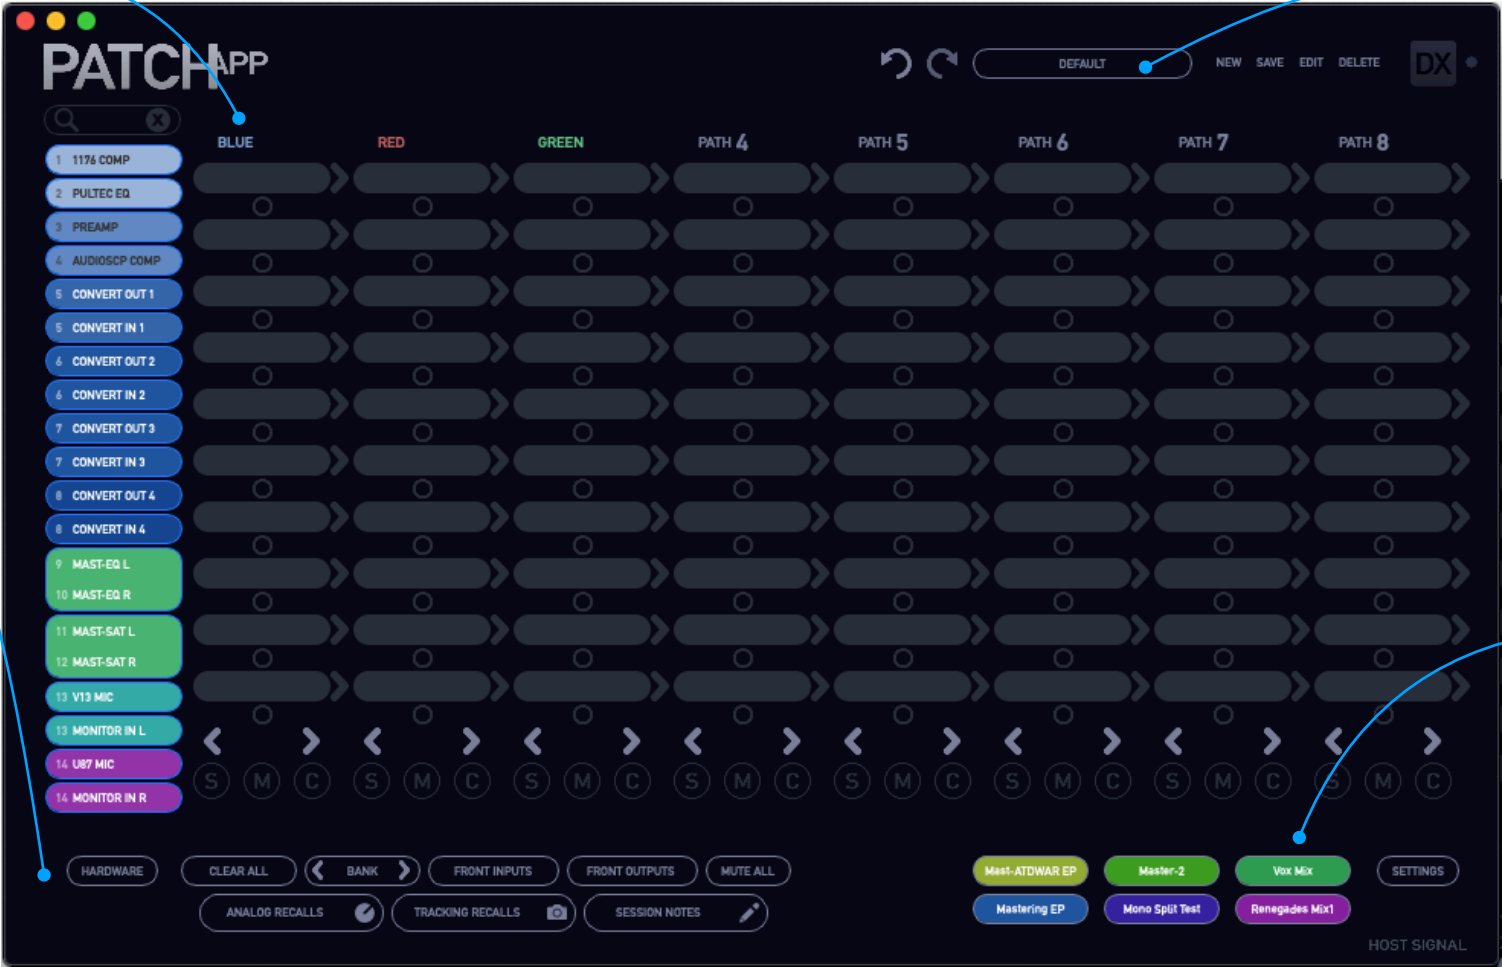 PATCH APP
DEFAULT
NEW SAVE EDIT DELETE
DX
BLUE RED GREEN PATH 4 PATH 5 PATH 6 PATH 7 PATH 8
1 1176 COMP
2 PULTEC EQ
3 PREAMP
4 AUDIOSCP COMP
5 CONVERT OUT 1
5 CONVERT IN 1
6 CONVERT OUT 2
6 CONVERT IN 2
7 CONVERT OUT 3
7 CONVERT IN 3
8 CONVERT OUT 4
8 CONVERT IN 4
9 MAST-EQ L
10 MAST-EQ R
11 MAST-SAT L
12 MAST-SAT R
13 V13 MIC
13 MONITOR IN L
14 U87 MIC
14 MONITOR IN R
S M C S M C S M C S M C S M C S M C S M C S M C
HARDWARE CLEAR ALL BANK FRONT INPUTS FRONT OUTPUTS MUTE ALL Mast-ATDWAR EP Master-2 Vox Mix SETTINGS
ANALOG RECALLS TRACKING RECALLS SESSION NOTES Mastering EP Mono Split Test Renegades Mix1
HOST SIGNAL